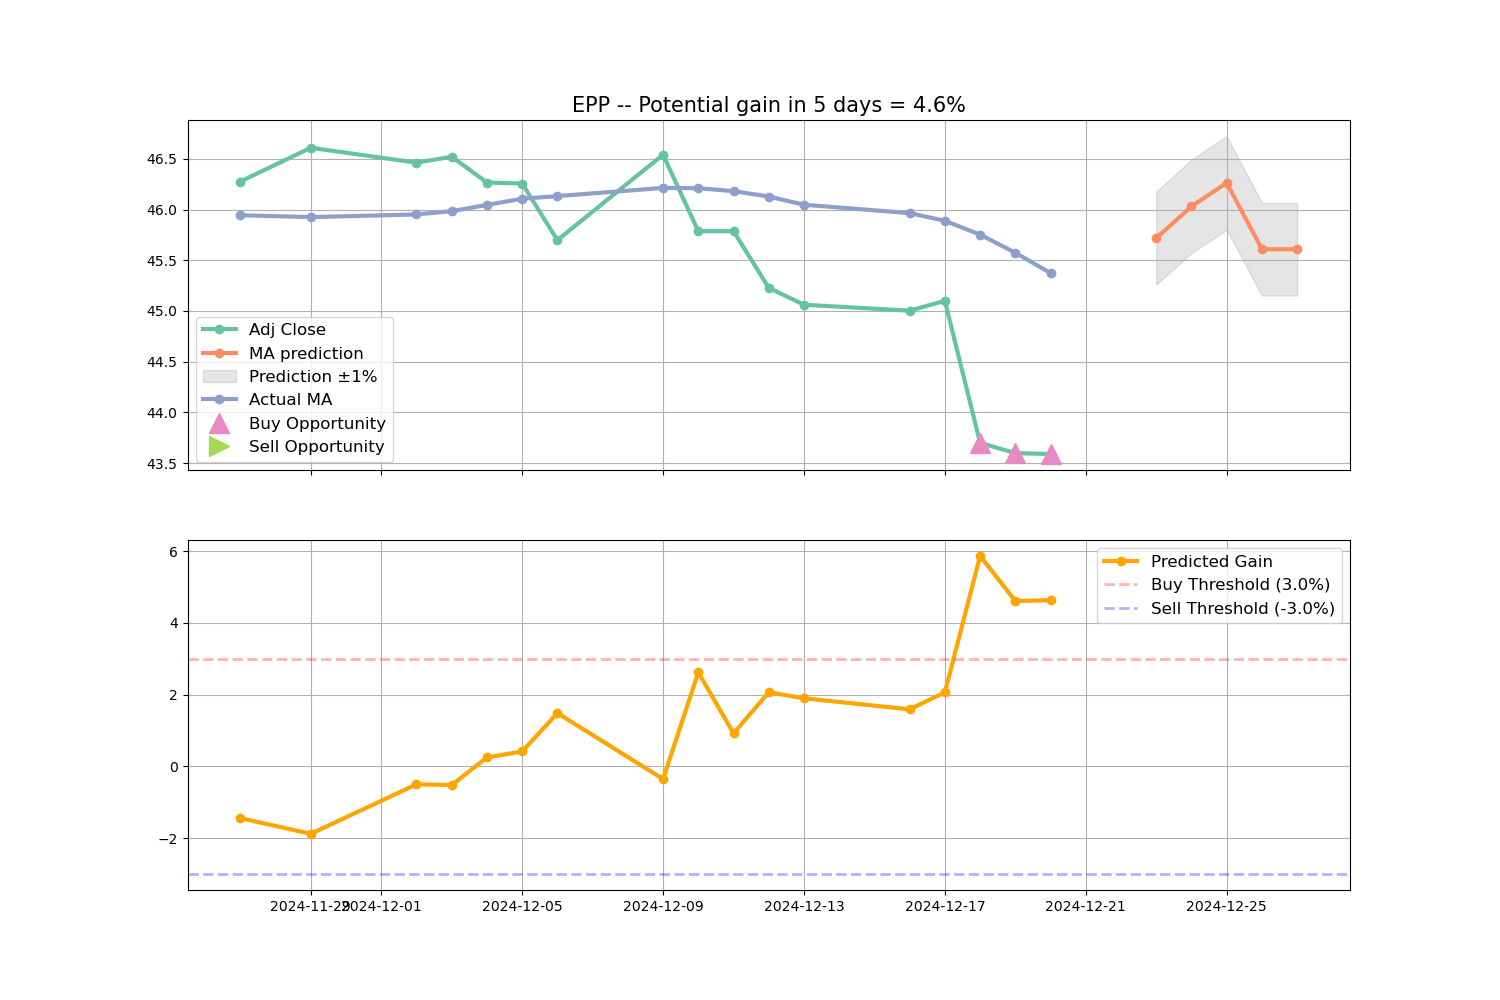 EPP -- Potential gain in 5 days = 4.6%
46.5
46.0
45.5
45.0
44.5
44.0
43.5
Adj Close
MA prediction
Prediction ±1%
Actual MA
Buy Opportunity
Sell Opportunity
6
4
2
0
−2
Predicted Gain
Buy Threshold (3.0%)
Sell Threshold (-3.0%)
2024-11-29
2024-12-01
2024-12-05
2024-12-09
2024-12-13
2024-12-17
2024-12-21
2024-12-25